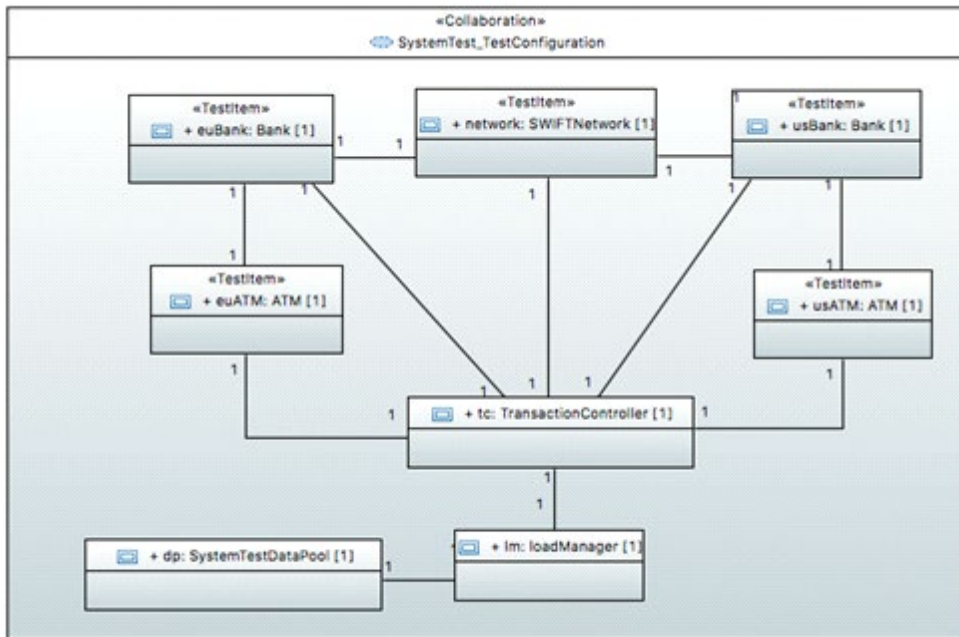 «Collaboration»
SystemTest_TestConfiguration
«TestItem»
+ euBank: Bank [1]
«TestItem»
+ network: SWIFTNetwork [1]
«TestItem»
+ usBank: Bank [1]
1
1
1
1
1
1
1
1
1
1
1
1
«TestItem»
+ euATM: ATM [1]
«TestItem»
+ usATM: ATM [1]
1
1
1
1
1
1
1
+ tc: TransactionController [1]
1
1
+ lm: loadManager [1]
+ dp: SystemTestDataPool [1]
1